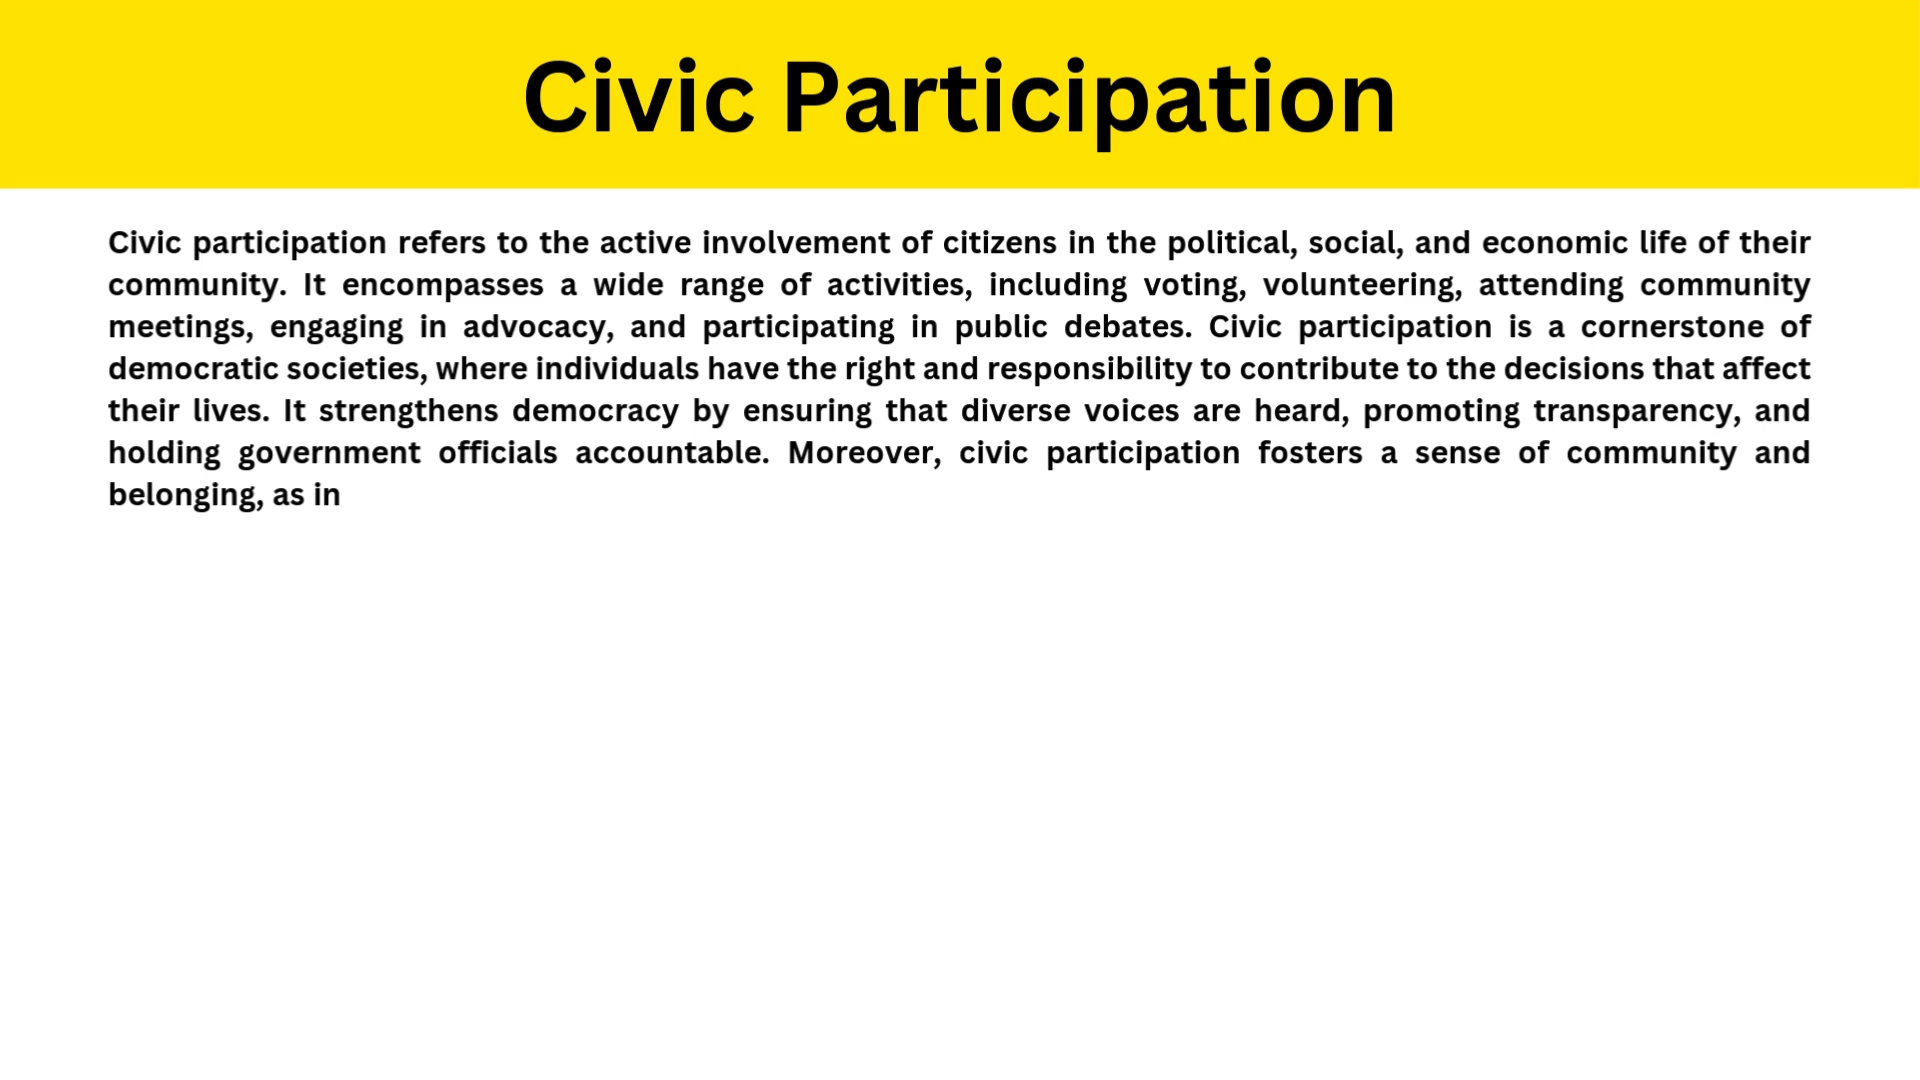 Civic Participation
Civic participation refers to the active involvement of citizens in the political, social, and economic life of their
community. It encompasses a wide range of activities, including voting, volunteering, attending community
meetings, engaging in advocacy, and participating in public debates. Civic participation is a cornerstone of
democratic societies, where individuals have the right and responsibility to contribute to the decisions that affect
their lives. It strengthens democracy by ensuring that diverse voices are heard, promoting transparency, and
holding government officials accountable. Moreover, civic participation fosters a sense of community and
belonging, as in